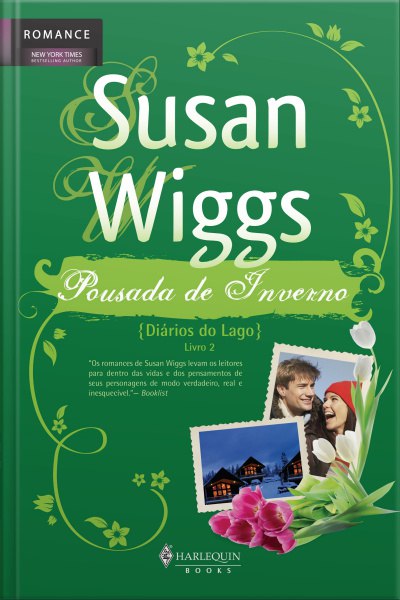 ROMANCE
NEW YORK TIMES
BESTSELLING AUTHOR
Susan
Wiggs
Pousada de Inverno
{Diários do Lago}
Livro 2
"Os romances de Susan Wiggs levam os leitores
para dentro das vidas e dos pensamentos de
seus personagens de modo verdadeiro, real e
inesquecível."— Booklist
HARLEQUIN
BOOKS